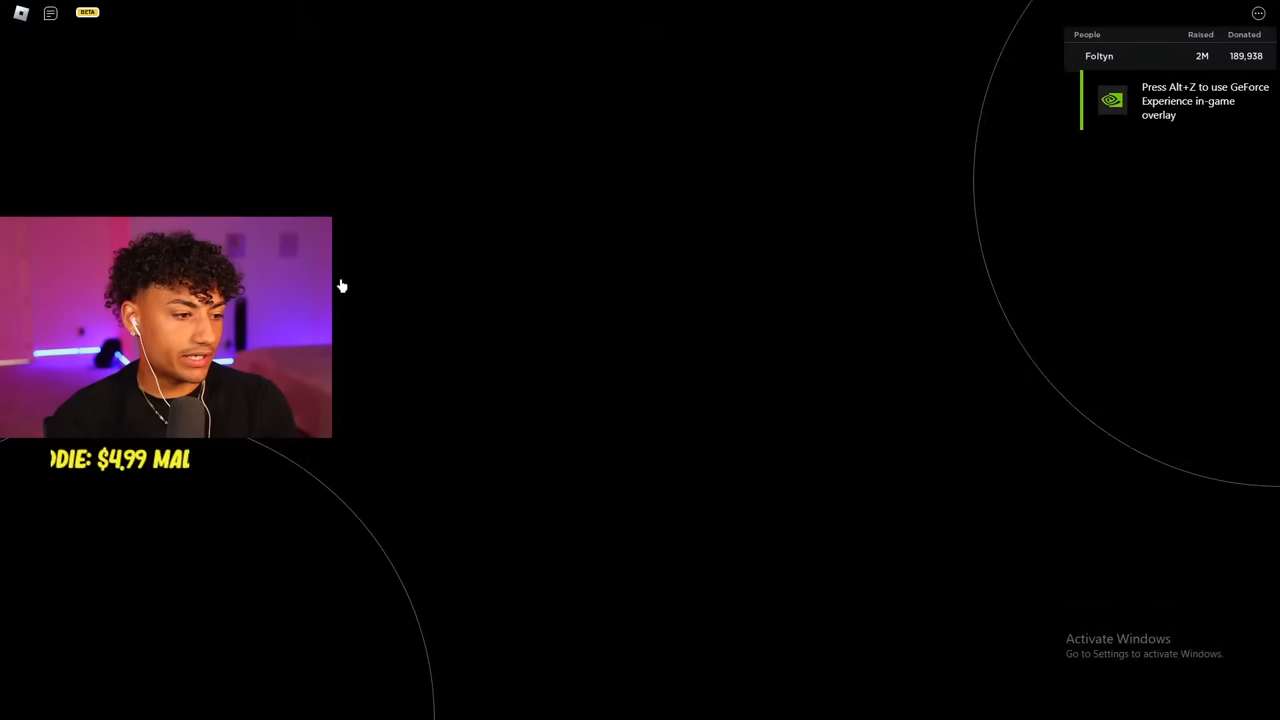 BETA
People Raised Donated
Foltyn 2M 189,938
Press Alt+Z to use GeForce
Experience in-game
overlay
DIE: $4.99 MAL
Activate Windows
Go to Settings to activate Windows.